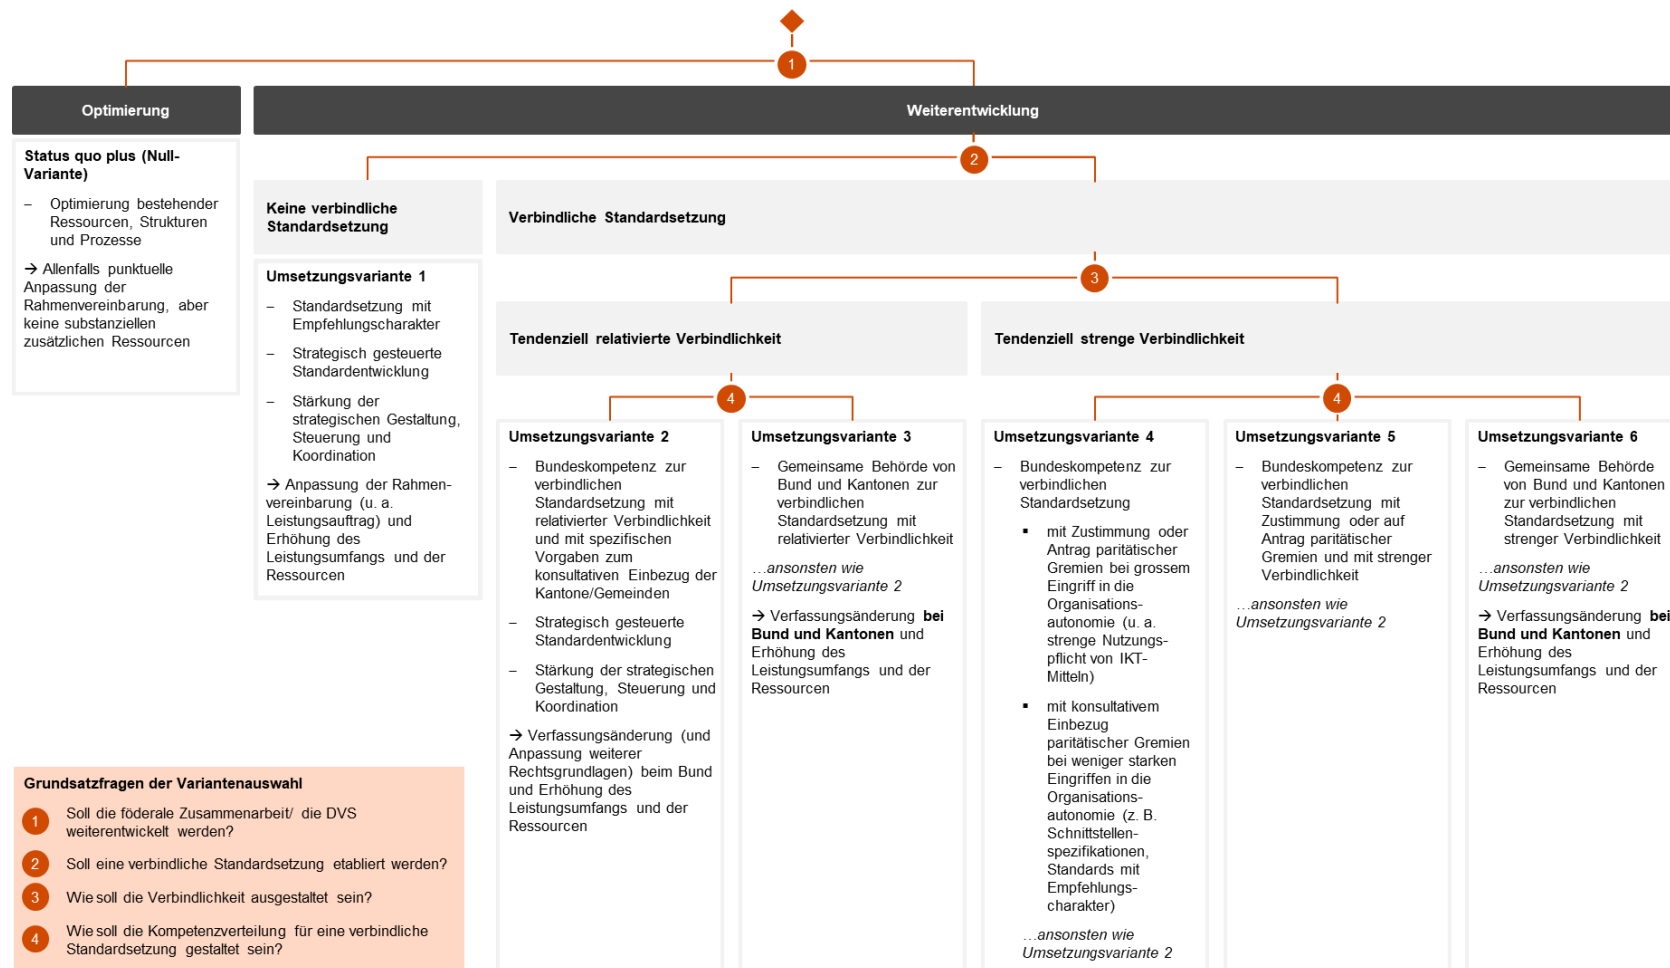 1
Optimierung
Weiterentwicklung
Status quo plus (Null-
Variante)
– Optimierung bestehender
Ressourcen, Strukturen
und Prozesse
→ Allenfalls punktuelle
Anpassung der
Rahmenvereinbarung, aber
keine substanziellen
zusätzlichen Ressourcen
2
Keine verbindliche
Standardsetzung
Verbindliche Standardsetzung
Umsetzungsvariante 1
– Standardsetzung mit
Empfehlungscharakter
– Strategisch gesteuerte
Standardentwicklung
– Stärkung der
strategischen Gestaltung,
Steuerung und
Koordination
→ Anpassung der Rahmen-
vereinbarung (u. a.
Leistungsauftrag) und
Erhöhung des
Leistungsumfangs und der
Ressourcen
3
Tendenziell relativierte Verbindlichkeit
Tendenziell strenge Verbindlichkeit
4
4
Umsetzungsvariante 2
– Bundeskompetenz zur
verbindlichen
Standardsetzung mit
relativierter Verbindlichkeit
und mit spezifischen
Vorgaben zum
konsultativen Einbezug der
Kantone/Gemeinden
– Strategisch gesteuerte
Standardentwicklung
– Stärkung der strategischen
Gestaltung, Steuerung und
Koordination
→ Verfassungsänderung (und
Anpassung weiterer
Rechtsgrundlagen) beim Bund
und Erhöhung des
Leistungsumfangs und der
Ressourcen
Umsetzungsvariante 3
– Gemeinsame Behörde von
Bund und Kantonen zur
verbindlichen
Standardsetzung mit
relativierter Verbindlichkeit
…ansonsten wie
Umsetzungsvariante 2
→ Verfassungsänderung bei
Bund und Kantonen und
Erhöhung des
Leistungsumfangs und der
Ressourcen
Umsetzungsvariante 4
– Bundeskompetenz zur
verbindlichen
Standardsetzung
▪ mit Zustimmung oder
Antrag paritätischer
Gremien bei grossem
Eingriff in die
Organisations-
autonomie (u. a.
strenge Nutzungs-
pflicht von IKT-
Mitteln)
▪ mit konsultativem
Einbezug
paritätischer Gremien
bei weniger starken
Eingriffen in die
Organisations-
autonomie (z. B.
Schnittstellen-
spezifikationen,
Standards mit
Empfehlungs-
charakter)
…ansonsten wie
Umsetzungsvariante 2
Umsetzungsvariante 5
– Bundeskompetenz zur
verbindlichen
Standardsetzung mit
Zustimmung oder auf
Antrag paritätischer
Gremien und mit strenger
Verbindlichkeit
…ansonsten wie
Umsetzungsvariante 2
Umsetzungsvariante 6
– Gemeinsame Behörde
von Bund und Kantonen
zur verbindlichen
Standardsetzung mit
strenger Verbindlichkeit
…ansonsten wie
Umsetzungsvariante 2
→ Verfassungsänderung bei
Bund und Kantonen und
Erhöhung des
Leistungsumfangs und der
Ressourcen
Grundsatzfragen der Variantenauswahl
1 Soll die föderale Zusammenarbeit/ die DVS
weiterentwickelt werden?
2 Soll eine verbindliche Standardsetzung etabliert werden?
3 Wie soll die Verbindlichkeit ausgestaltet sein?
4 Wie soll die Kompetenzverteilung für eine verbindliche
Standardsetzung gestaltet sein?